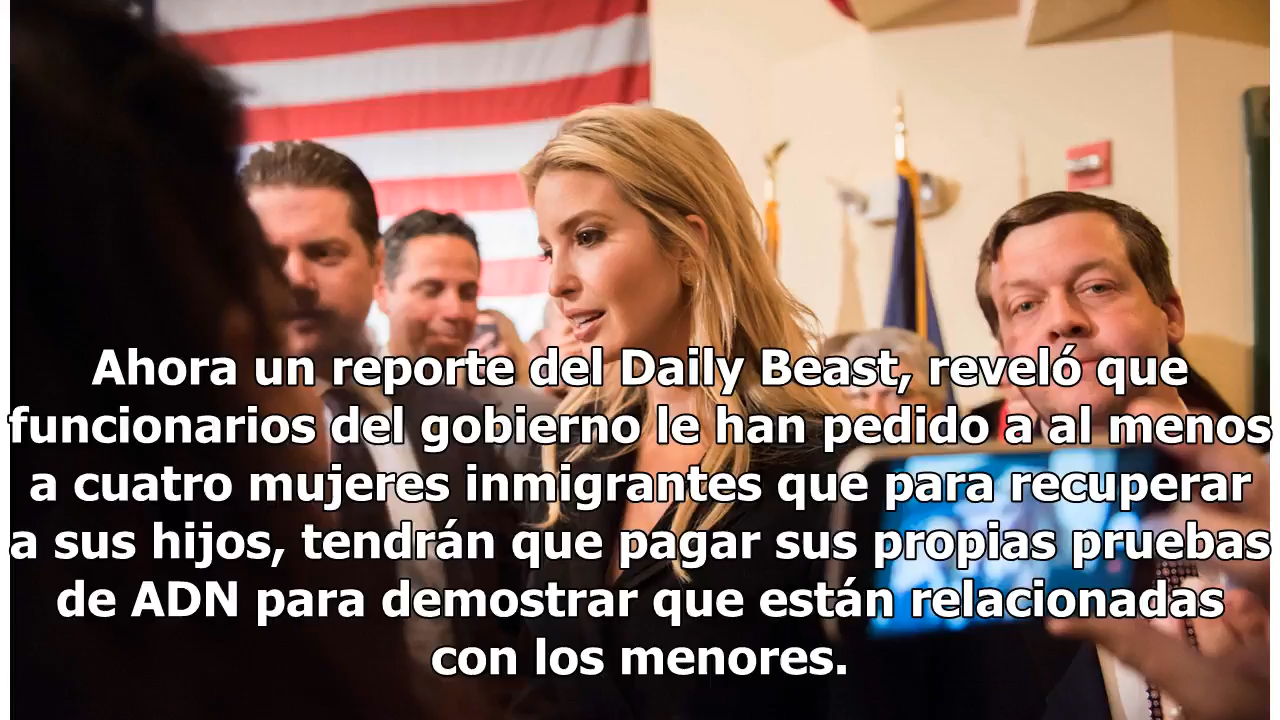 Ahora un reporte del Daily Beast, reveló que
funcionarios del gobierno le han pedido a al menos
a cuatro mujeres inmigrantes que para recuperar
a sus hijos, tendrán que pagar sus propias pruebas
de ADN para demostrar que están relacionadas
con los menores.